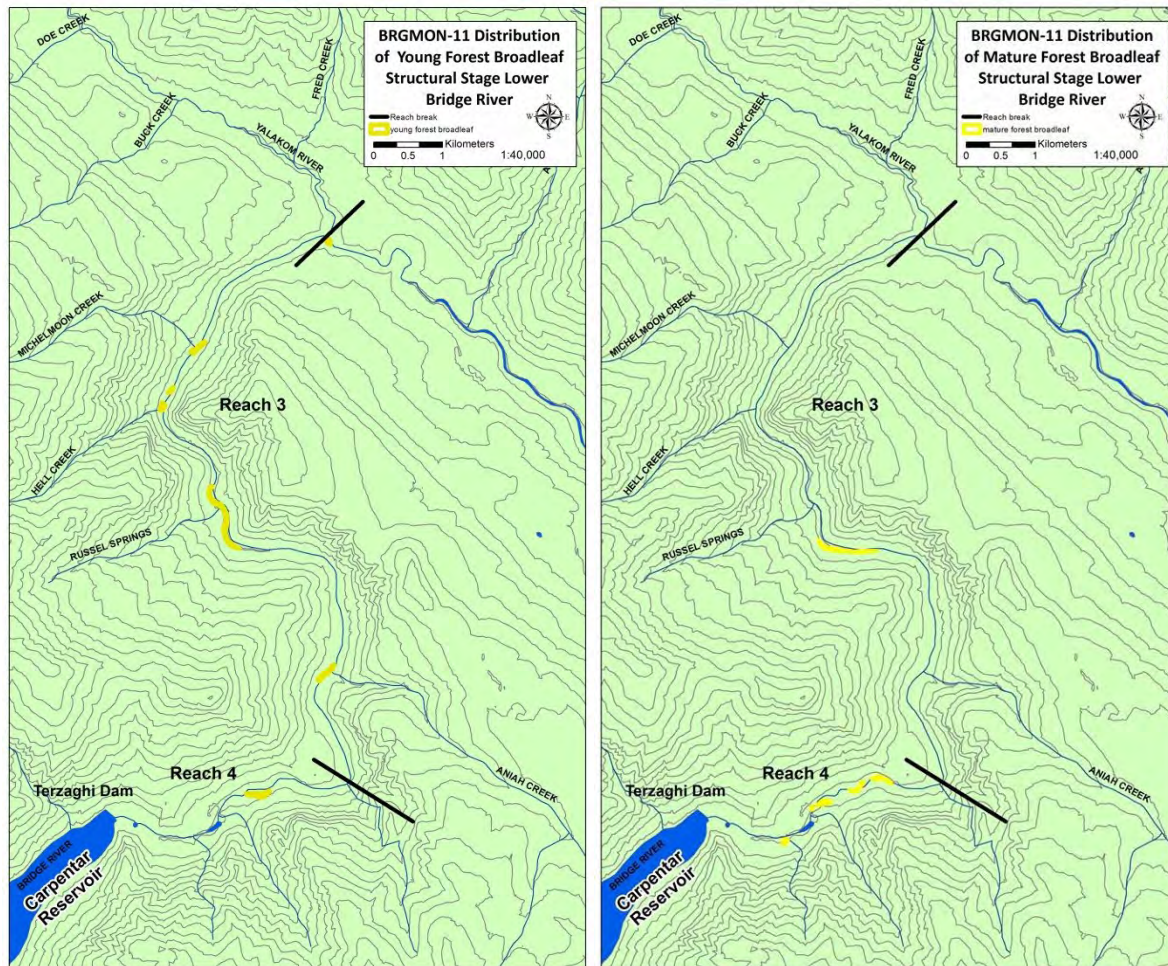 BRGMON-11 Distribution
of Young Forest Broadleaf
Structural Stage Lower
Bridge River
N
W
E
S
Reach break
young forest broadleaf
Kilometers
0 0.5 1
1:40,000
DOE CREEK
FRED CREEK
BUCK CREEK
YALAKOM RIVER
MICHELMOON CREEK
Reach 3
HELL CREEK
RUSSEL SPRINGS
Reach 4
ANIAH CREEK
Terzaghi Dam
BRIDGE RIVER
Carpentar
Reservoir
BRGMON-11 Distribution
of Mature Forest Broadleaf
Structural Stage Lower
Bridge River
N
W
E
S
Reach break
mature forest broadleaf
Kilometers
0 0.5 1
1:40,000
DOE CREEK
FRED CREEK
BUCK CREEK
YALAKOM RIVER
MICHELMOON CREEK
Reach 3
HELL CREEK
RUSSEL SPRINGS
Reach 4
ANIAH CREEK
Terzaghi Dam
BRIDGE RIVER
Carpentar
Reservoir